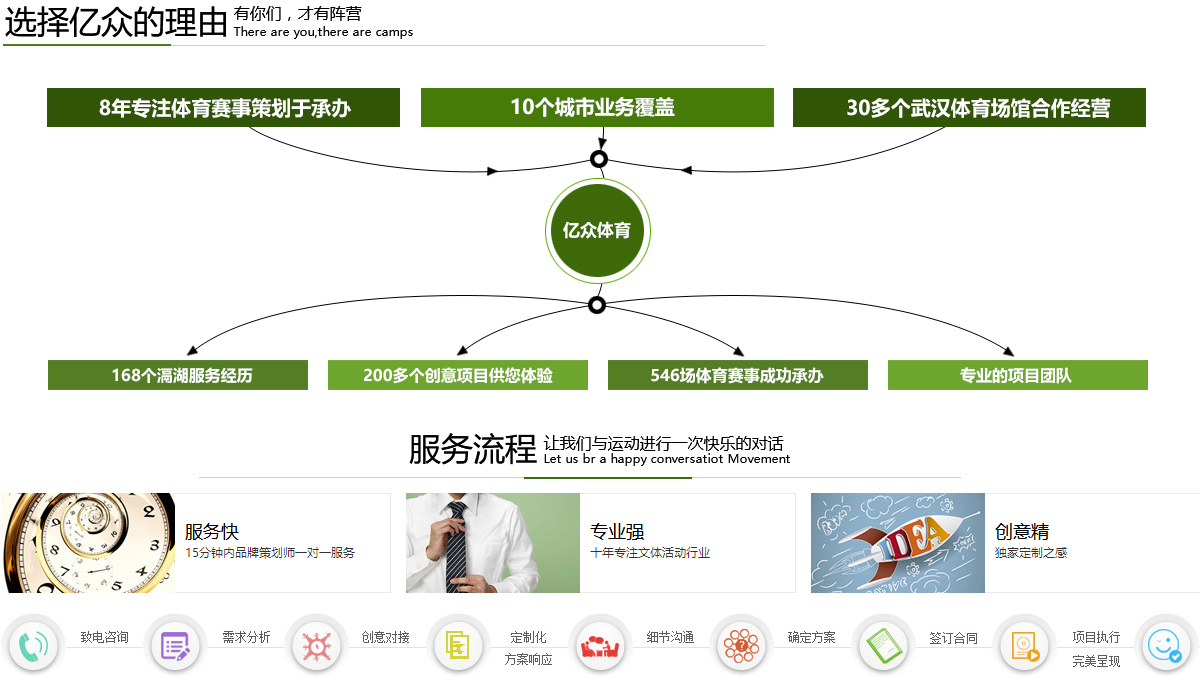 选择亿众的理由
有你们，才有阵营
There are you,there are camps
8年专注体育赛事策划于承办
10个城市业务覆盖
30多个武汉体育场馆合作经营
亿众体育
168个滆湖服务经历
200多个创意项目供您体验
546场体育赛事成功承办
专业的项目团队
服务流程
让我们与运动进行一次快乐的对话
Let us br a happy conversatiot Movement
服务快
15分钟内品牌策划师一对一服务
专业强
十年专注文体活动行业
IDEA
创意精
独家定制之感
致电咨询
需求分析
创意对接
定制化
方案响应
细节沟通
确定方案
签订合同
项目执行
完美呈现